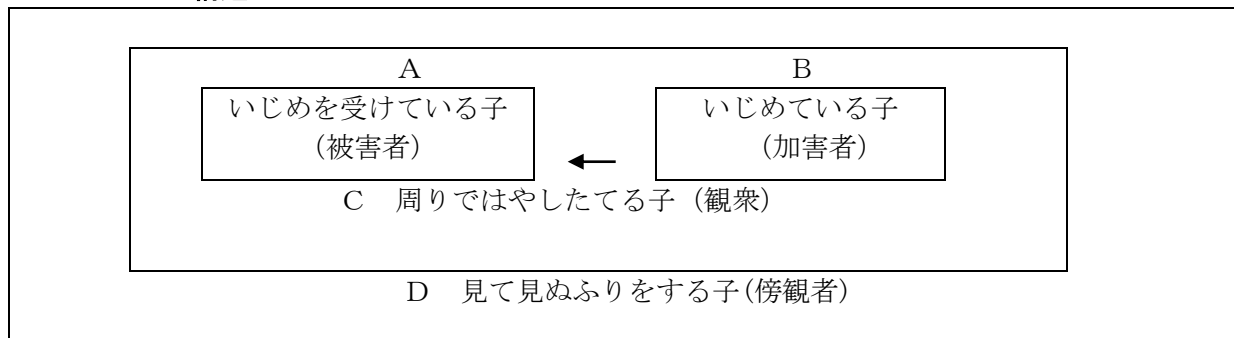 A
B
いじめを受けている子
(被害者)
いじめている子
(加害者)
C 周りではやしたてる子(観衆)
D 見て見ぬふりをする子(傍観者)